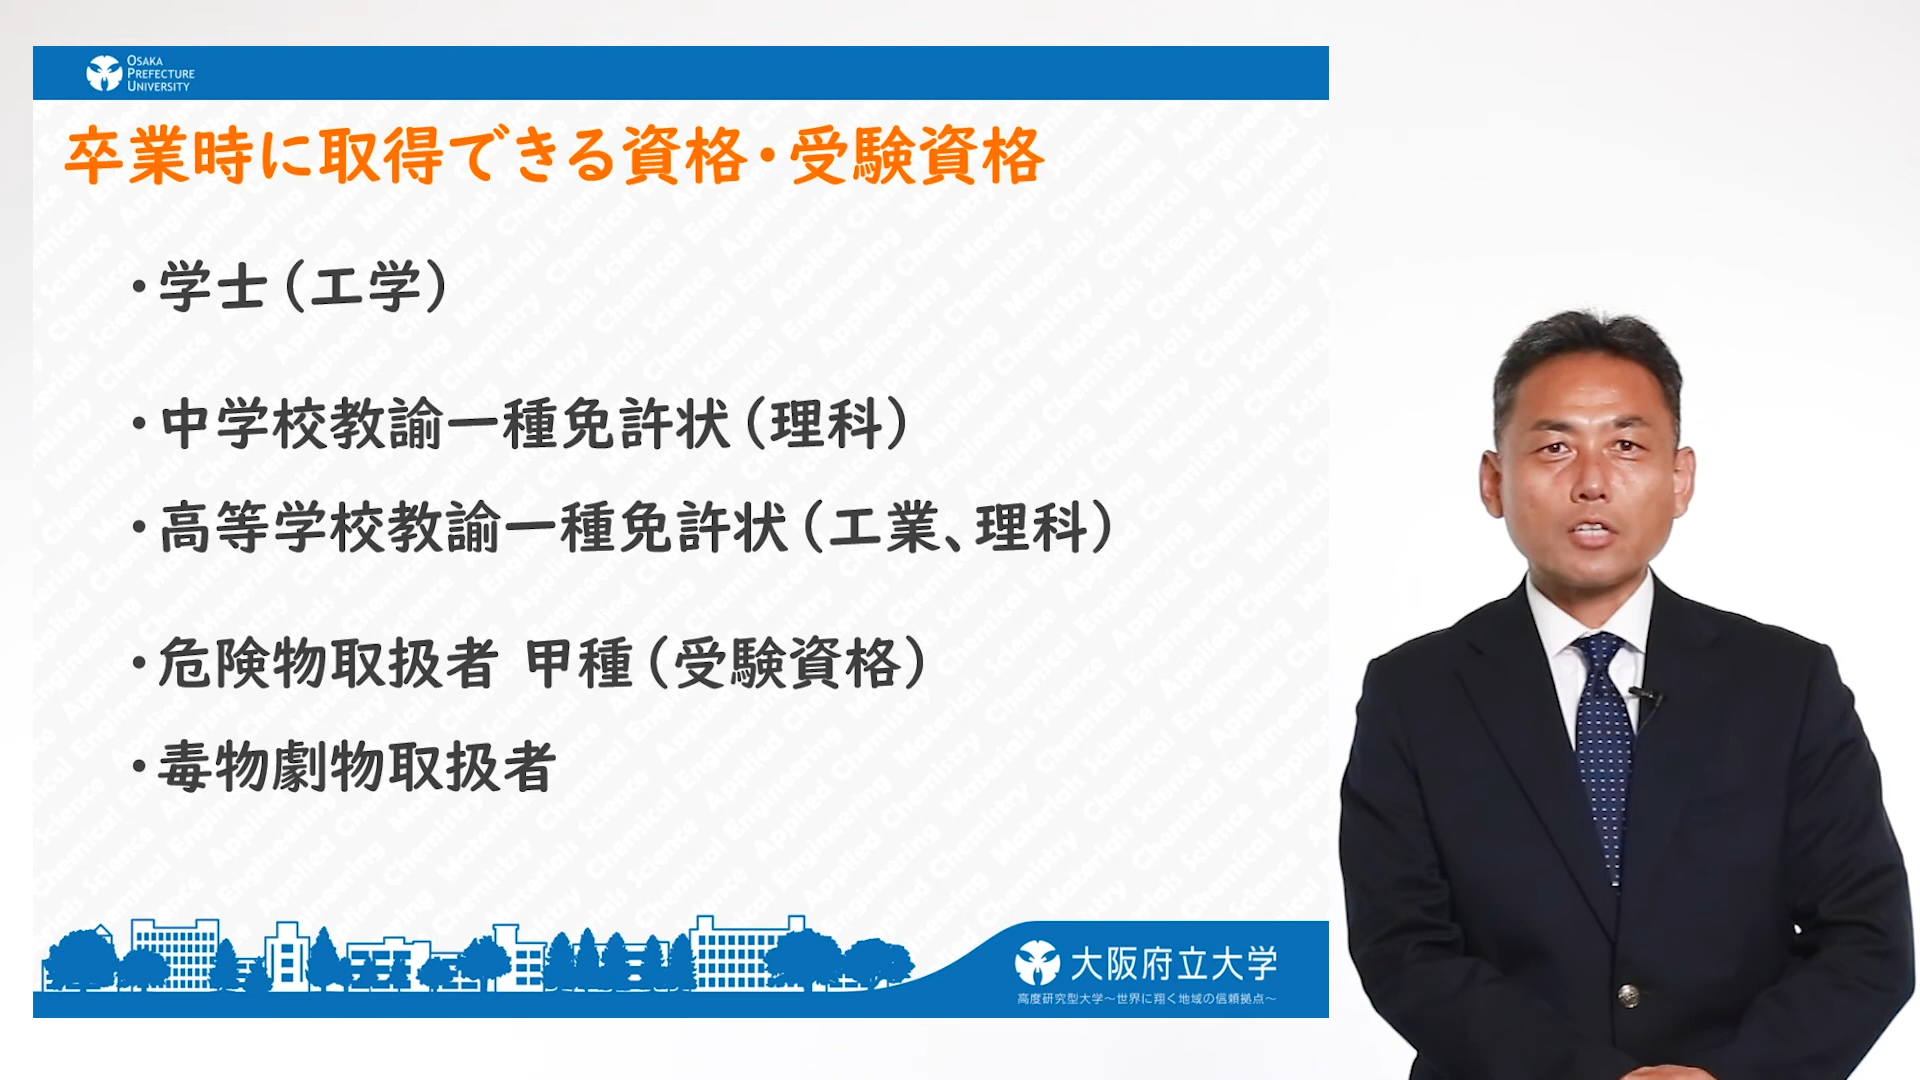 OSAKA
PREFECTURE
UNIVERSITY
卒業時に取得できる資格・受験資格
・学士（工学）
・中学校教諭一種免許状（理科）
・高等学校教諭一種免許状（工業、理科）
・危険物取扱者 甲種（受験資格）
・毒物劇物取扱者
大阪府立大学
高度研究型大学～世界に翔く地域の信頼拠点～